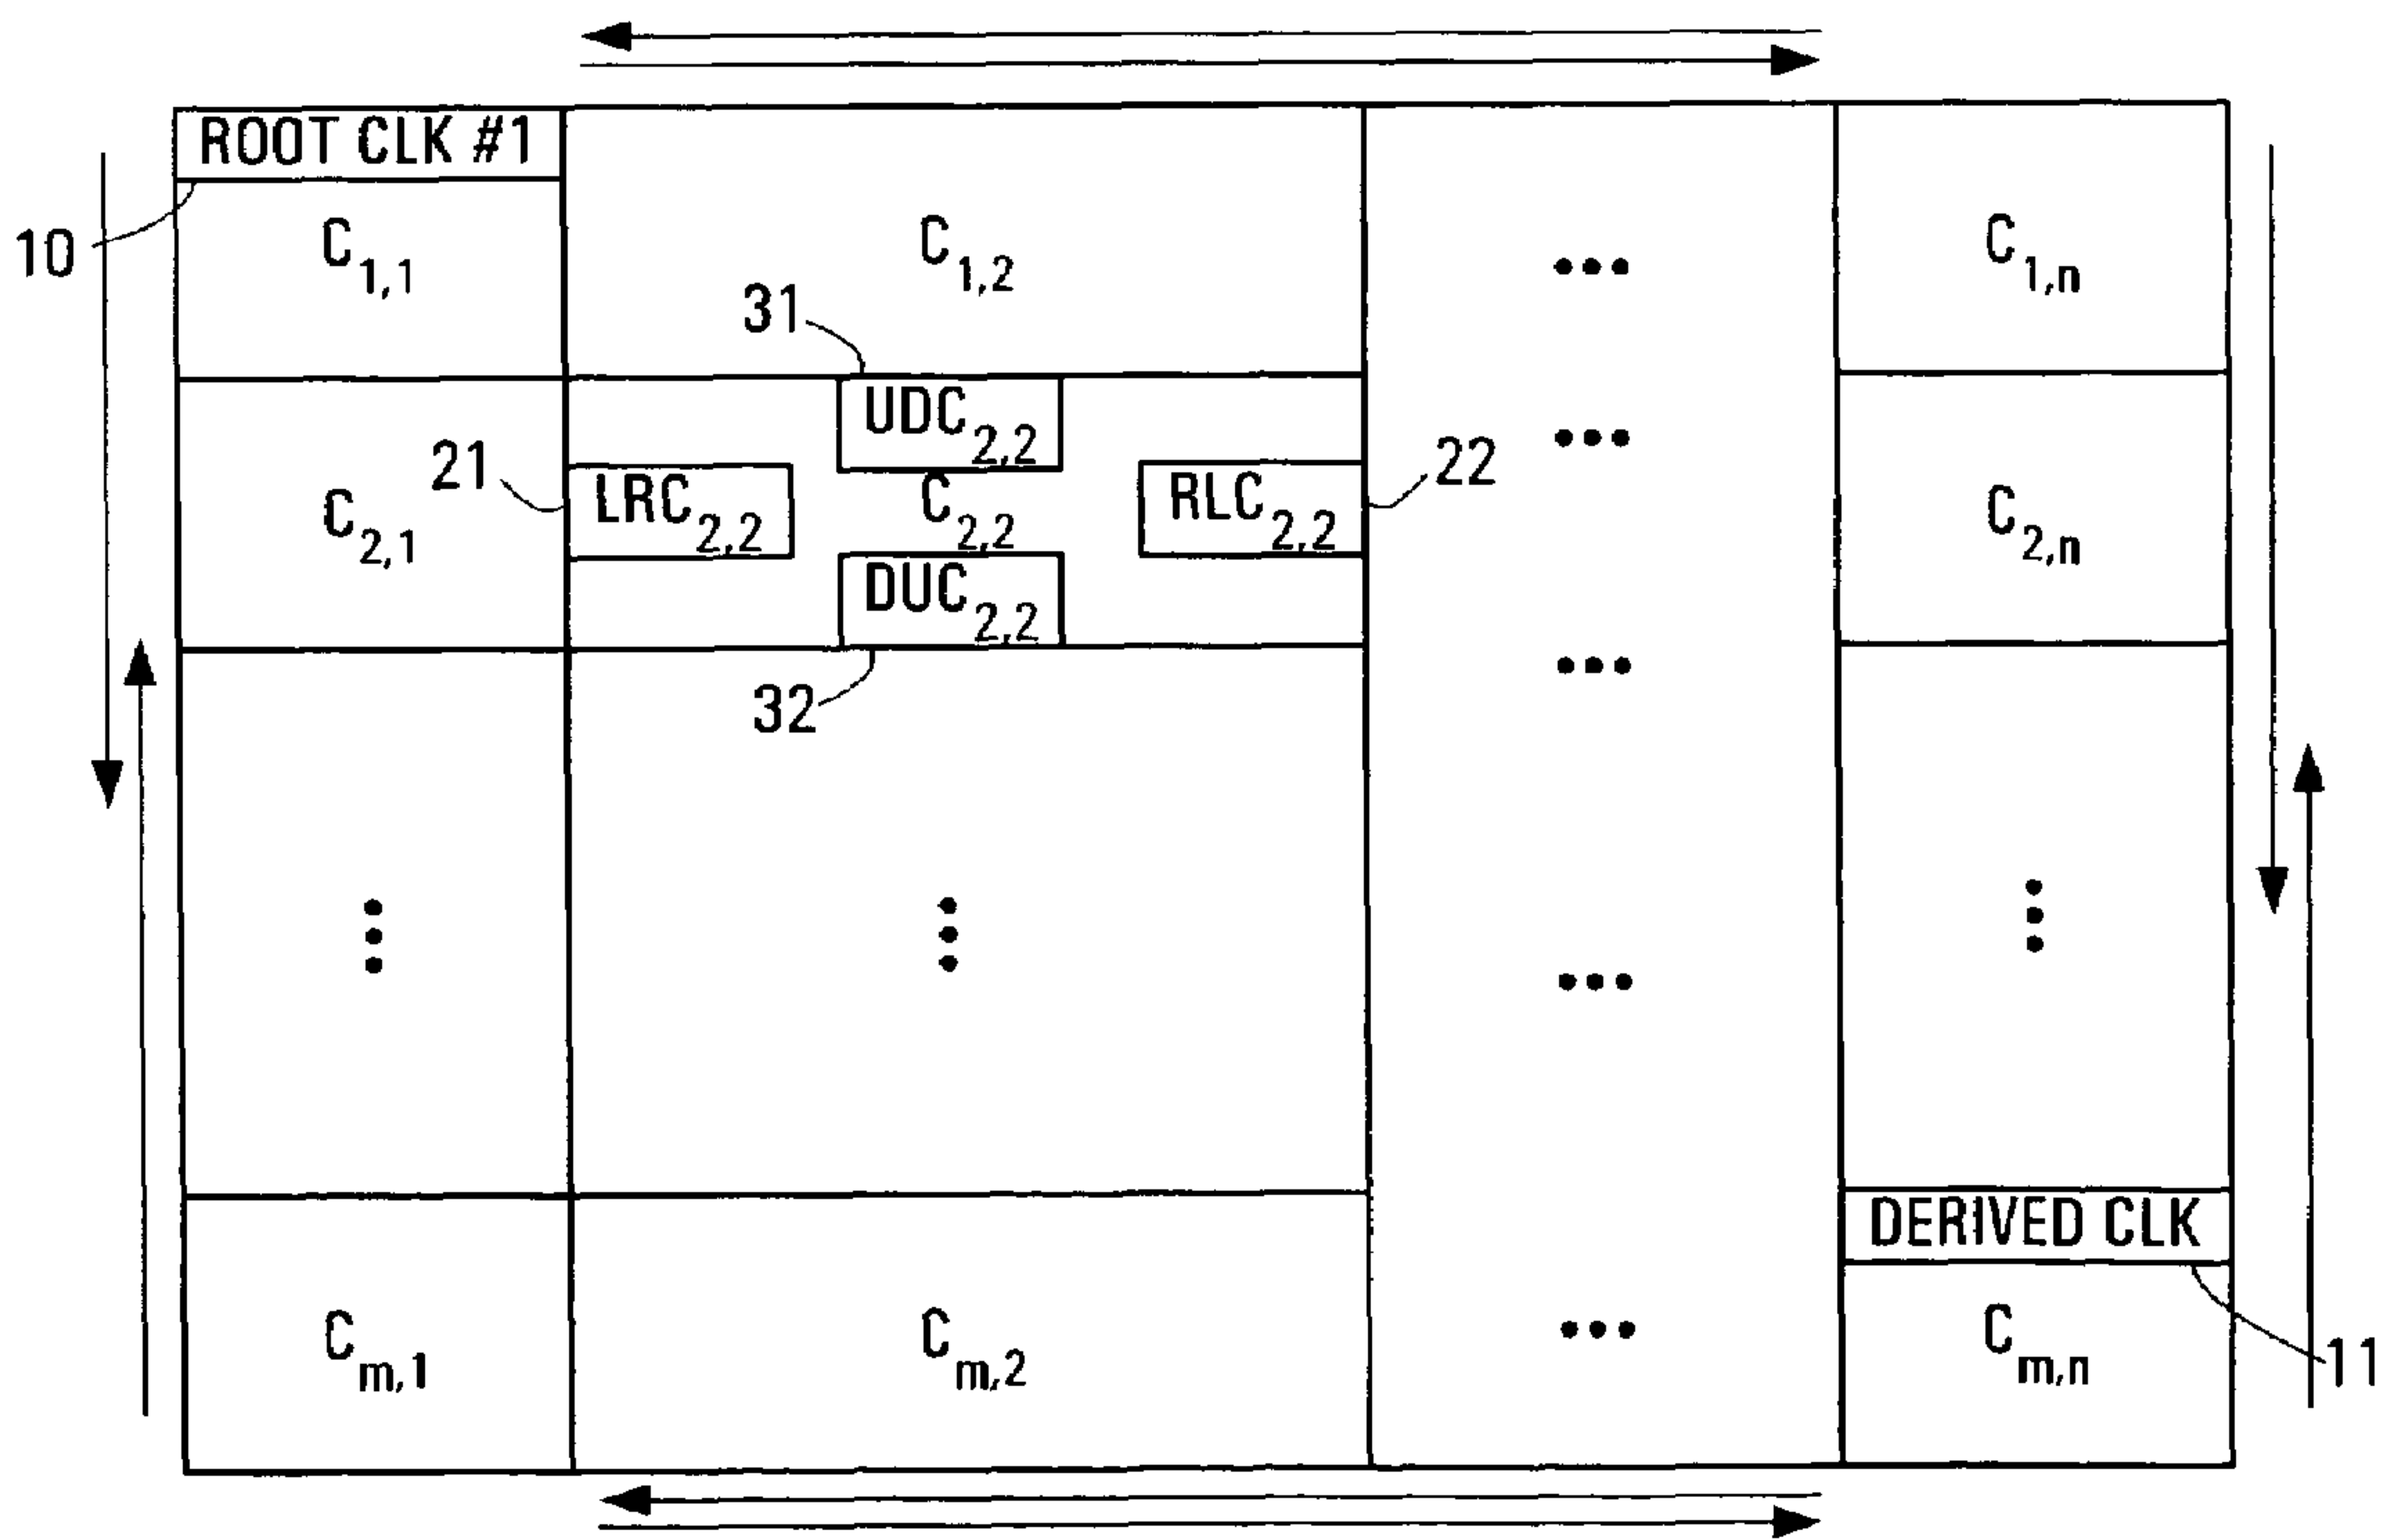 ROOT CLK #1
10
C1,1
C1,2
•••
C1,n
31
UDC2,2
•••
21
22
C2,1
LRC2,2
C2,2
RLC2,2
C2,n
DUC2,2
32
•••
•••
DERIVED CLK
Cm,1
Cm,2
•••
Cm,n
11